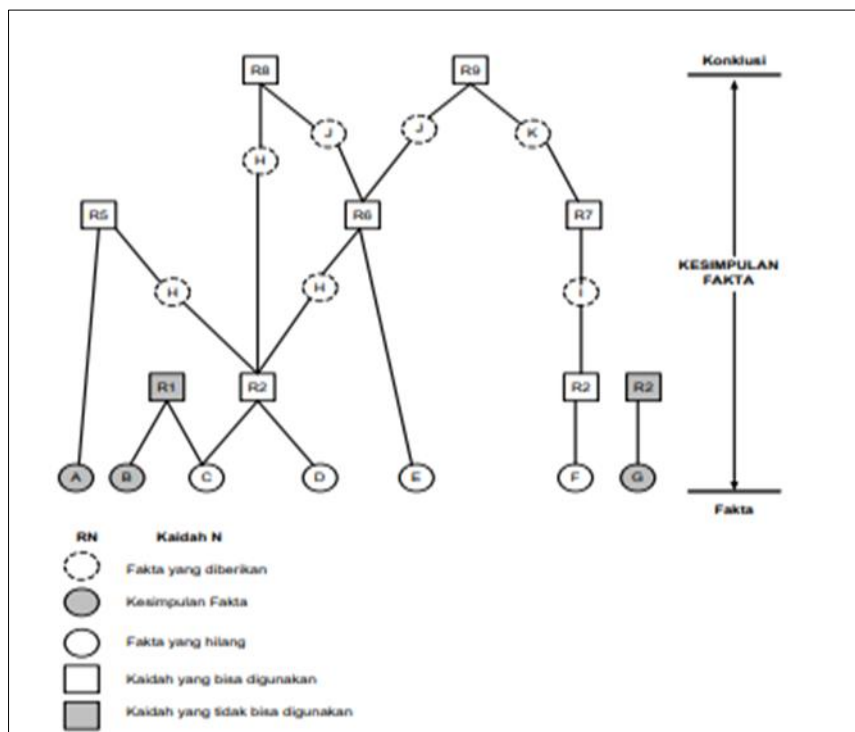 R8 R9 Konklusi
J J K
H
R5 R6 R7
KESIMPULAN
FAKTA
H H I
R1 R2 R2 R2
A B C D E F G
Fakta
RN Kaidah N
Fakta yang diberikan
Kesimpulan Fakta
Fakta yang hilang
Kaidah yang bisa digunakan
Kaidah yang tidak bisa digunakan